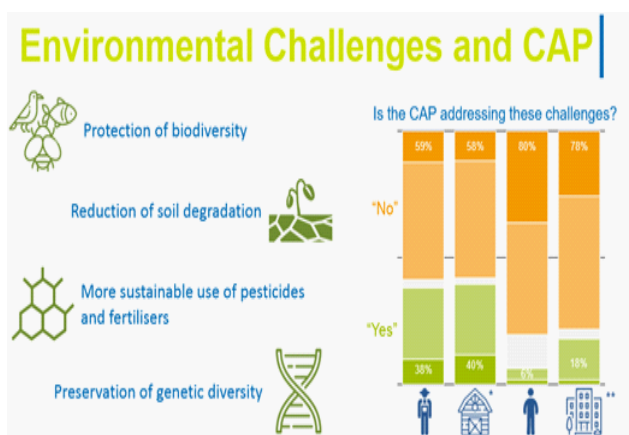 Environmental Challenges and CAP
Protection of biodiversity
Reduction of soil degradation
More sustainable use of pesticides
and fertilisers
Preservation of genetic diversity
Is the CAP addressing these challenges?
59% 58% 80% 78%
"No"
"Yes"
38% 40% 6% 18%
* **